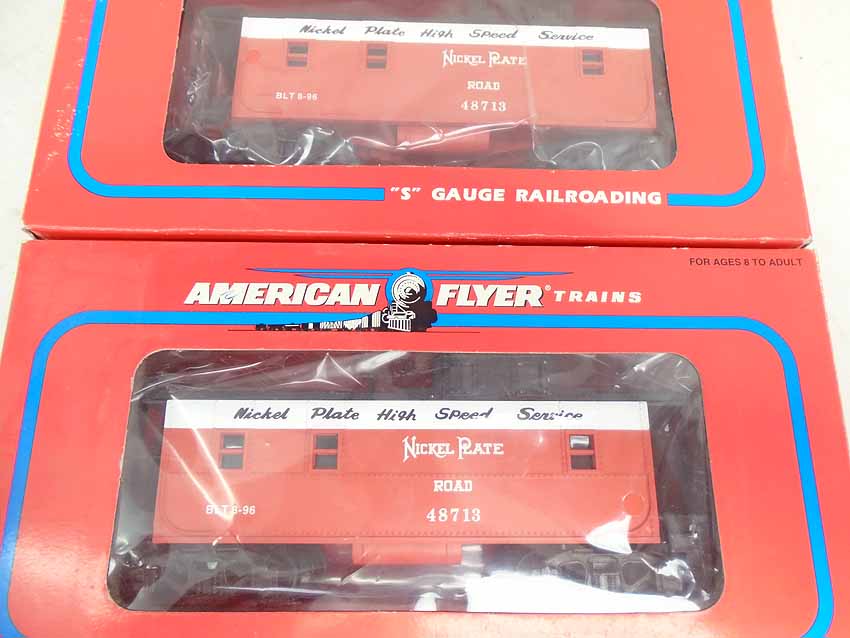 Nickel Plate High Speed Service
NICKEL PLATE
ROAD
BLT 8-96
48713
"S" GAUGE RAILROADING
FOR AGES 8 TO ADULT
AMERICAN FLYER® TRAINS
Nickel Plate High Speed Service
NICKEL PLATE
ROAD
BLT 8-96
48713